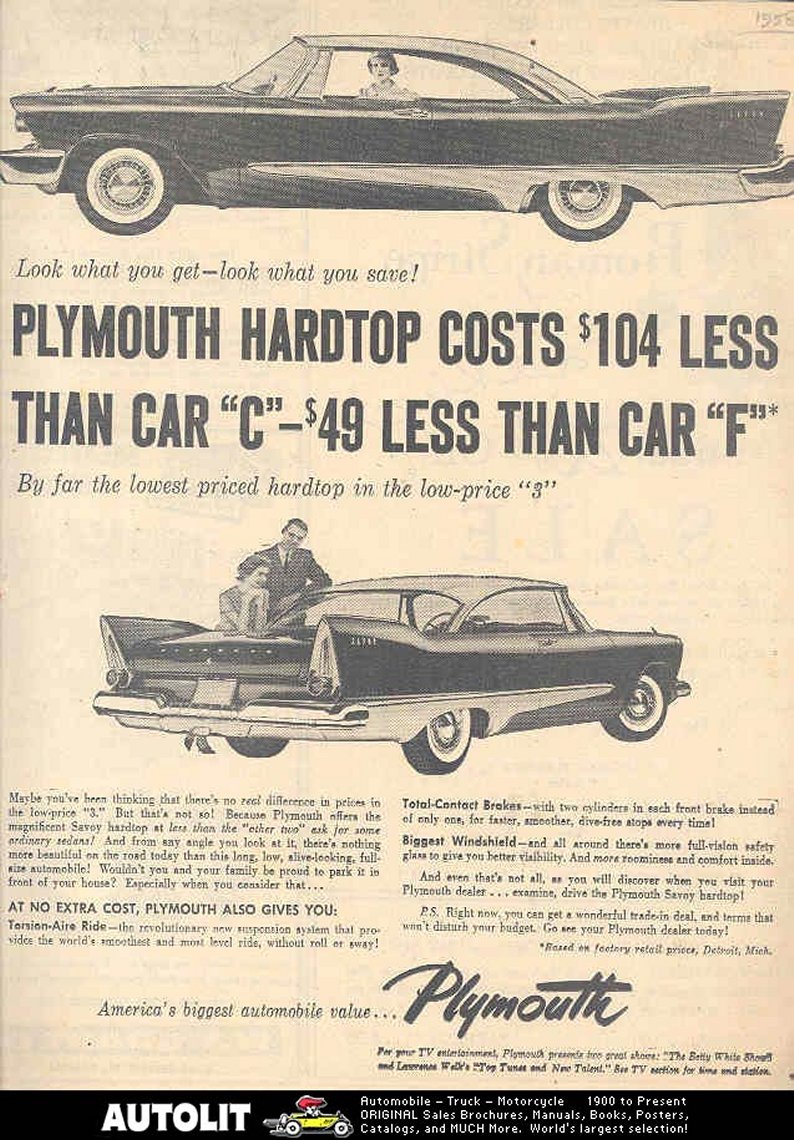 1958
Look what you get—look what you save!
PLYMOUTH HARDTOP COSTS $104 LESS
THAN CAR “C”–$49 LESS THAN CAR “F”*
By far the lowest priced hardtop in the low-price “3”
Maybe you've been thinking that there's no real difference in prices in
the low-price “3.” But that's not so! Because Plymouth offers the
magnificent Savoy hardtop at less than the “other two” ask for some
ordinary sedans! And from any angle you look at it, there's nothing
more beautiful on the road today than this long, low, alive-looking, full-
size automobile! Wouldn't you and your family be proud to park it in
front of your house? Especially when you consider that...
AT NO EXTRA COST, PLYMOUTH ALSO GIVES YOU:
Torsion-Aire Ride—the revolutionary new suspension system that pro-
vides the world's smoothest and most level ride, without roll or sway!
Total-Contact Brakes—with two cylinders in each front brake instead
of only one, for faster, smoother, dive-free stops every time!
Biggest Windshield—and all around there's more full-vision safety
glass to give you better visibility. And more roominess and comfort inside.
And even that's not all, as you will discover when you visit your
Plymouth dealer . . . examine, drive the Plymouth Savoy hardtop!
P.S. Right now, you can get a wonderful trade-in deal, and terms that
won't disturb your budget. Go see your Plymouth dealer today!
*Based on factory retail prices, Detroit, Mich.
America's biggest automobile value... Plymouth
For your TV entertainment, Plymouth presents two great shows: "The Betty White Show"
and Lawrence Welk's "Top Tunes and New Talent." See TV section for time and station.
AUTOLIT
Automobile – Truck – Motorcycle 1900 to Present
ORIGINAL Sales Brochures, Manuals, Books, Posters,
Catalogs, and MUCH More. World's largest selection!